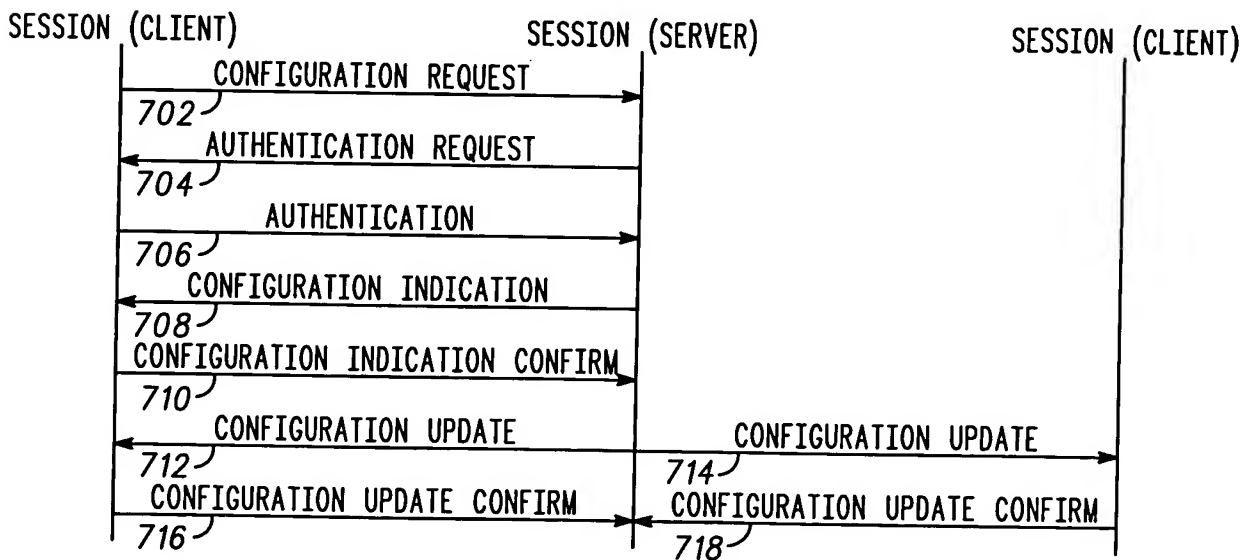 SESSION (CLIENT)
SESSION (SERVER)
SESSION (CLIENT)
CONFIGURATION REQUEST
702
AUTHENTICATION REQUEST
704
AUTHENTICATION
706
CONFIGURATION INDICATION
708
CONFIGURATION INDICATION CONFIRM
710
CONFIGURATION UPDATE
712
CONFIGURATION UPDATE
714
CONFIGURATION UPDATE CONFIRM
716
CONFIGURATION UPDATE CONFIRM
718